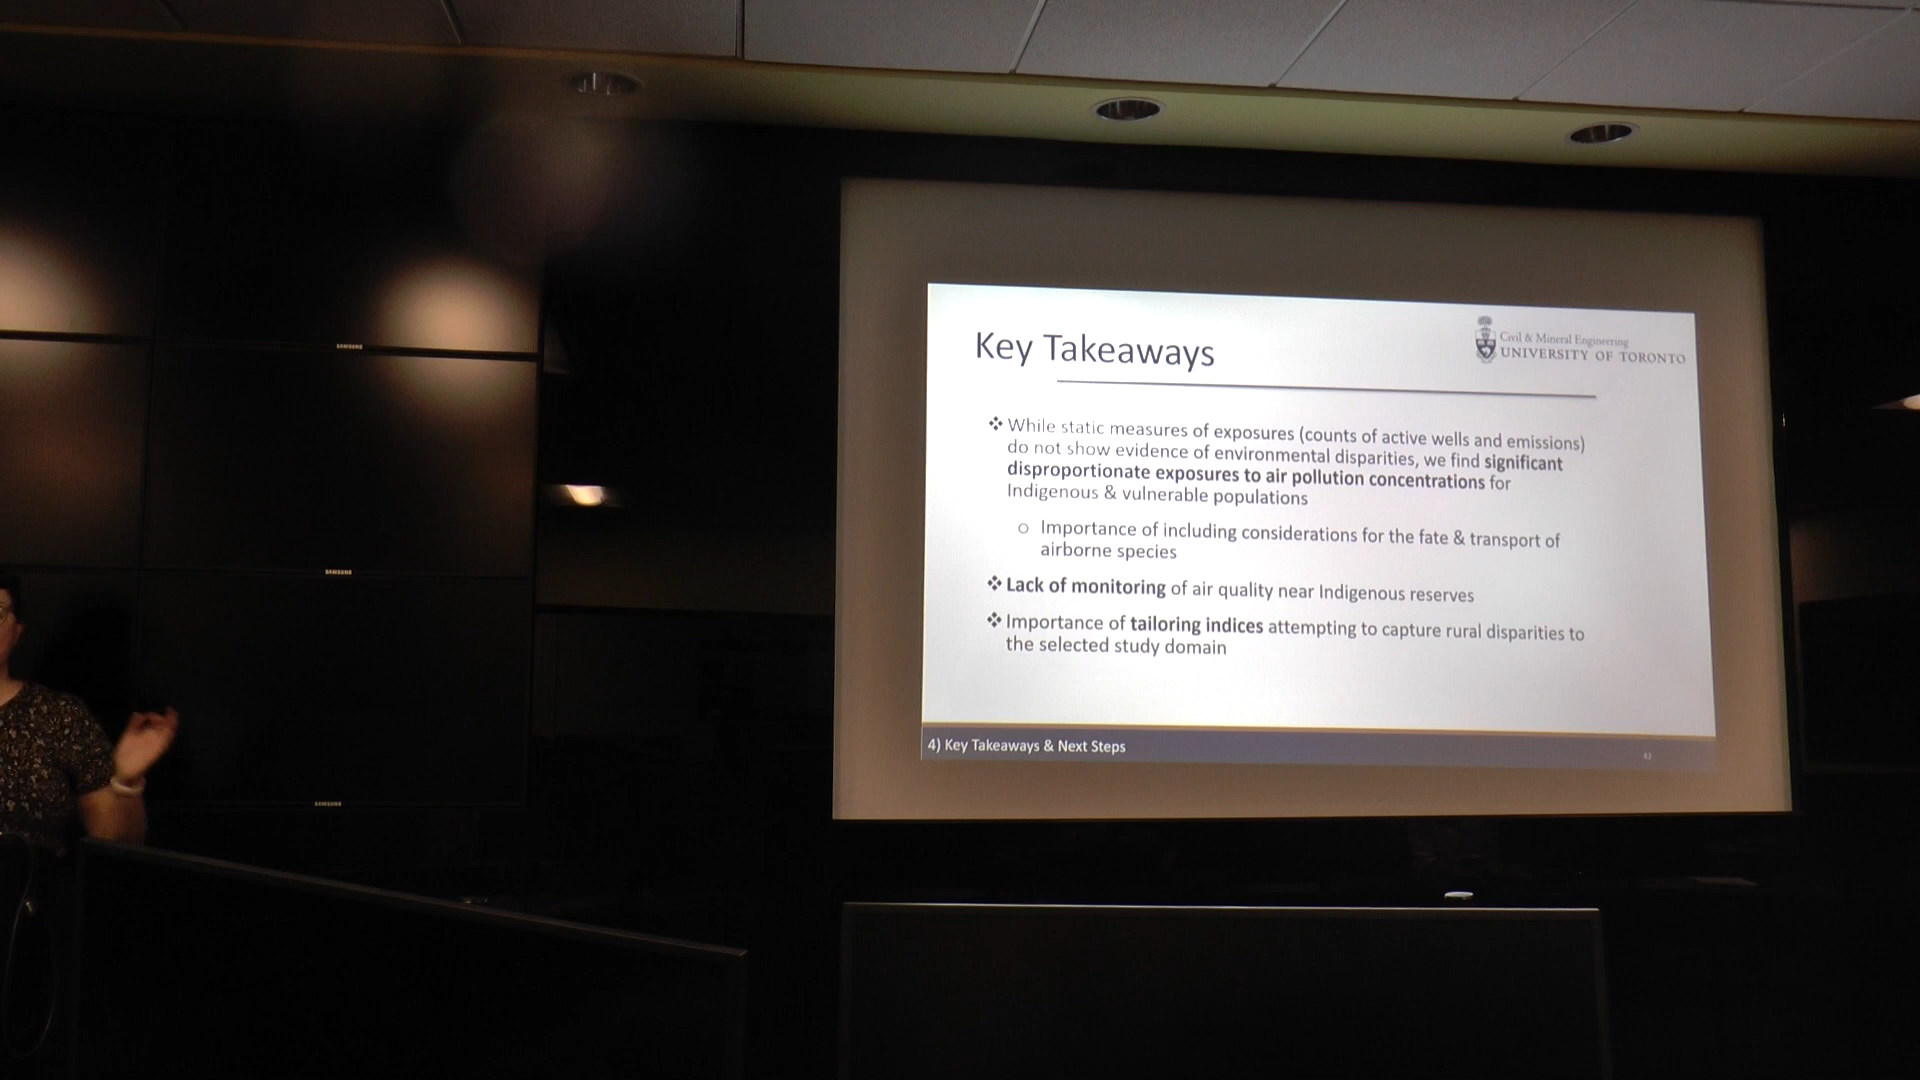 Key Takeaways
Civil & Mineral Engineering
UNIVERSITY OF TORONTO
❖ While static measures of exposures (counts of active wells and emissions)
do not show evidence of environmental disparities, we find significant
disproportionate exposures to air pollution concentrations for
Indigenous & vulnerable populations
o Importance of including considerations for the fate & transport of
airborne species
❖ Lack of monitoring of air quality near Indigenous reserves
❖ Importance of tailoring indices attempting to capture rural disparities to
the selected study domain
4) Key Takeaways & Next Steps
42
SAMSUNG
SAMSUNG
SAMSUNG